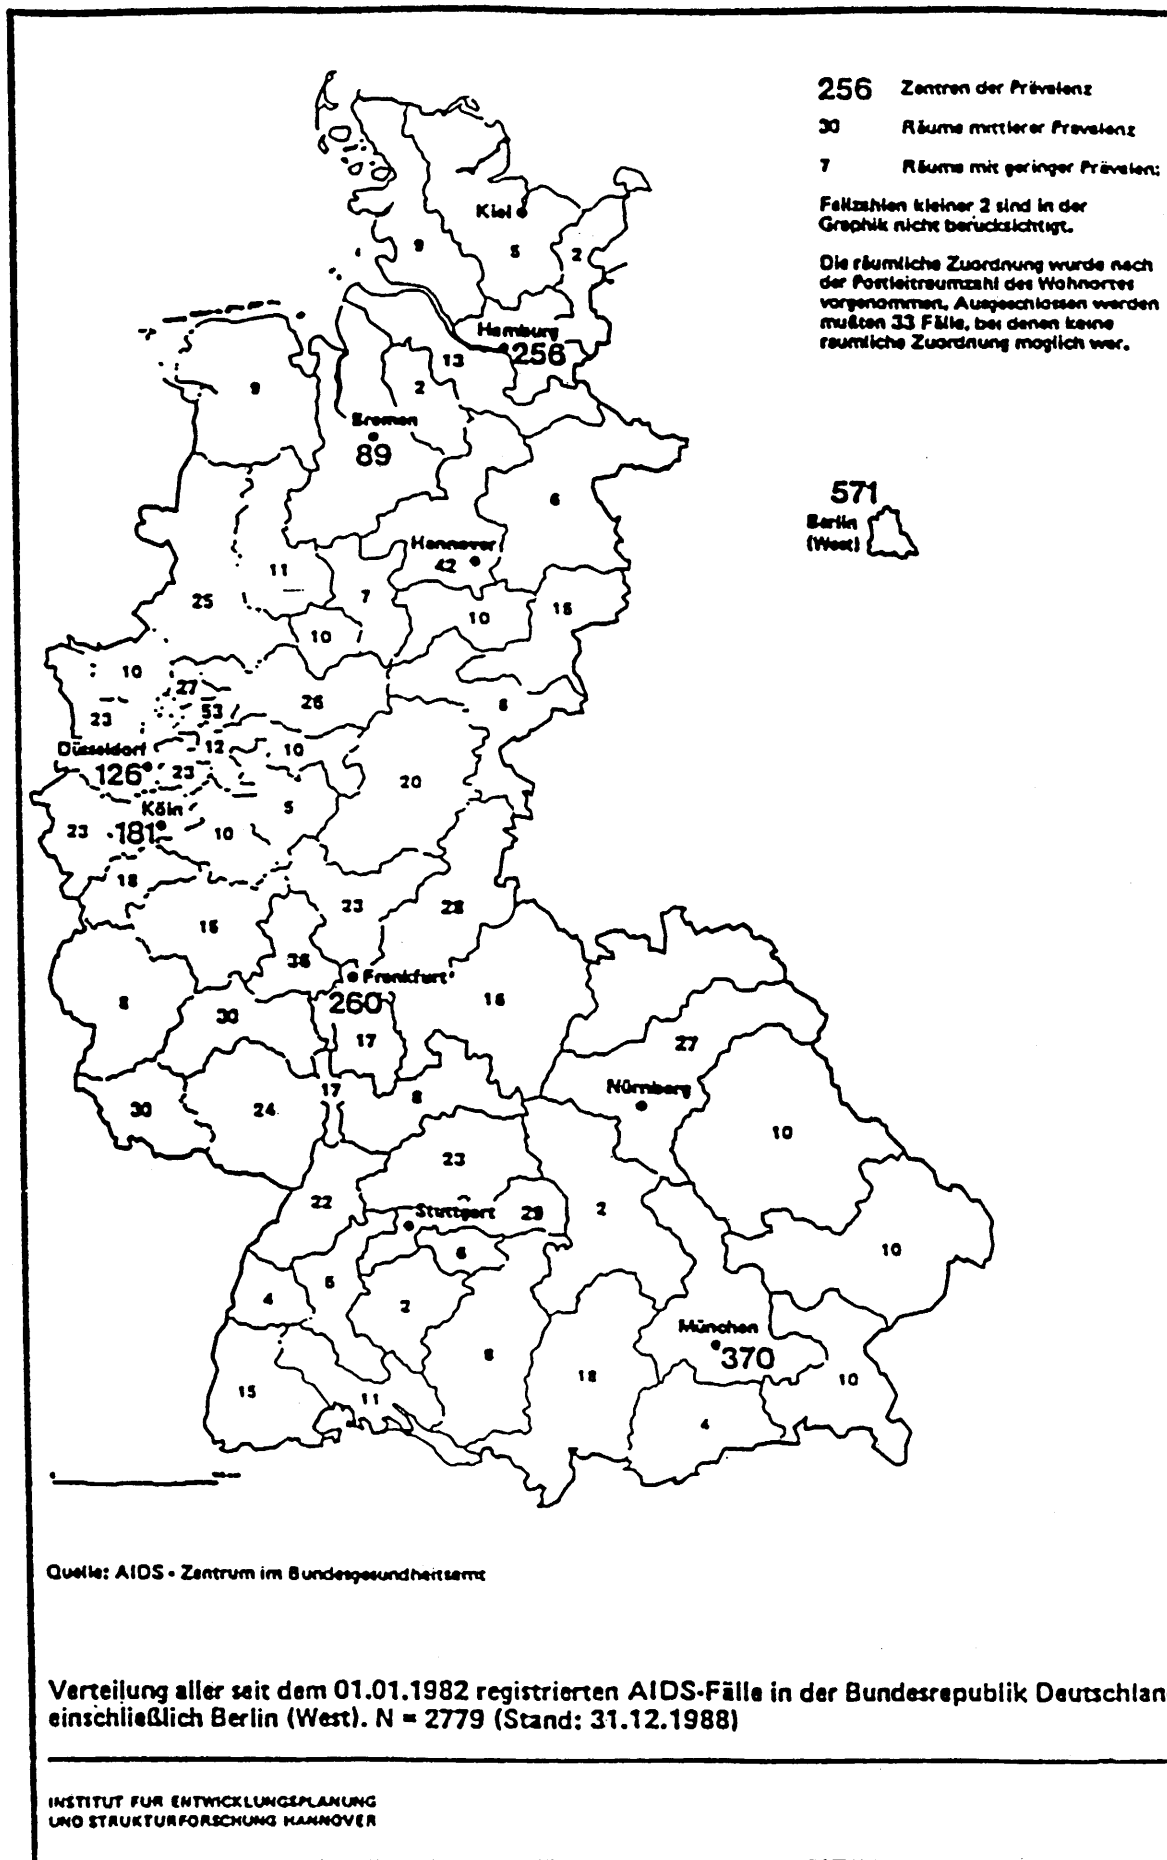 256 Zentren der Prävalenz
30 Räume mittlerer Prävalenz
7 Räume mit geringer Prävalenz
Fallzahlen kleiner 2 sind in der
Graphik nicht berücksichtigt.
Die räumliche Zuordnung wurde nach
der Postleitraumzahl des Wohnortes
vorgenommen. Ausgeschlossen werden
mußten 33 Fälle, bei denen keine
räumliche Zuordnung möglich war.
Kiel
9
5
2
Hamburg
256
13
2
9
Bremen
89
6
571
Berlin
(West)
Hannover
42
11
7
25
10
15
10
10
27
26
53
23
6
Düsseldorf
126
12
10
23
20
Köln
181
23
10
5
18
23
28
15
36
Frankfurt
260
8
30
16
17
27
17
8
Nürnberg
30
24
10
23
22
Stuttgart
29
2
6
10
5
4
2
München
370
8
18
10
15
11
4
Quelle: AIDS - Zentrum im Bundesgesundheitsamt
Verteilung aller seit dem 01.01.1982 registrierten AIDS-Fälle in der Bundesrepublik Deutschlan
einschließlich Berlin (West). N = 2779 (Stand: 31.12.1988)
INSTITUT FUR ENTWICKLUNGSPLANUNG
UND STRUKTURFORSCHUNG HANNOVER